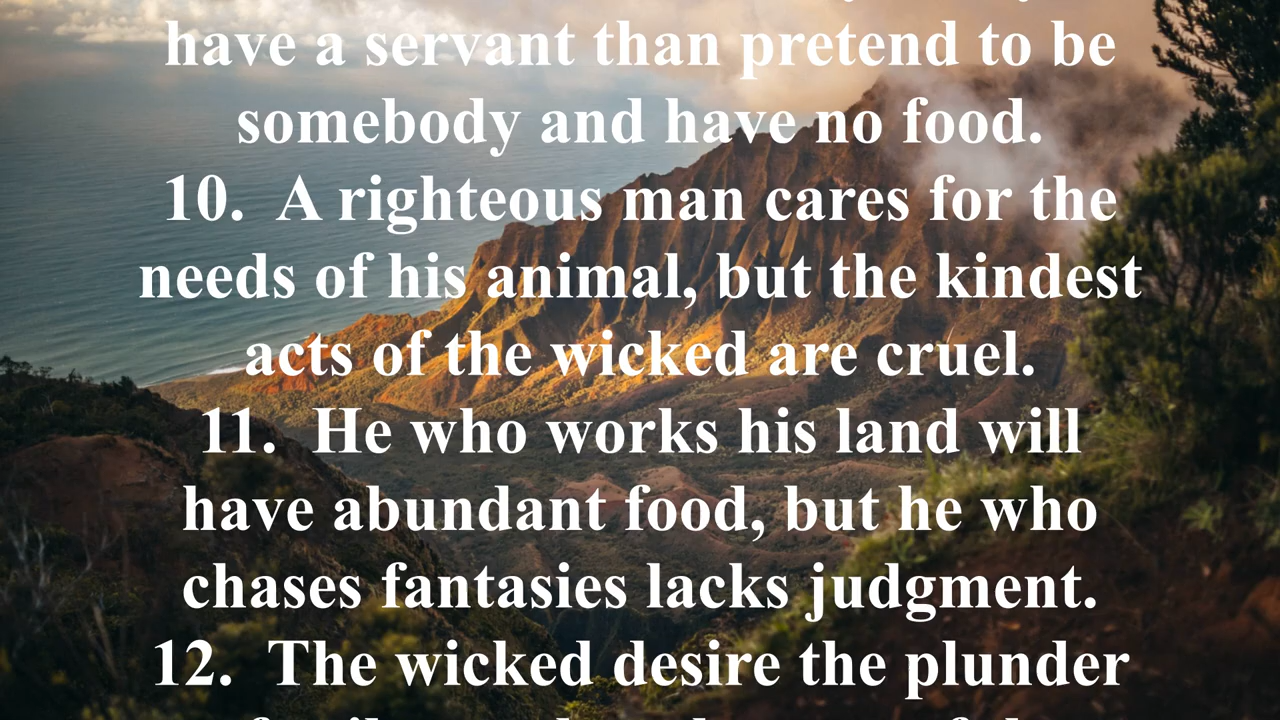 have a servant than pretend to be
somebody and have no food.
10.  A righteous man cares for the
needs of his animal, but the kindest
acts of the wicked are cruel.
11.  He who works his land will
have abundant food, but he who
chases fantasies lacks judgment.
12.  The wicked desire the plunder